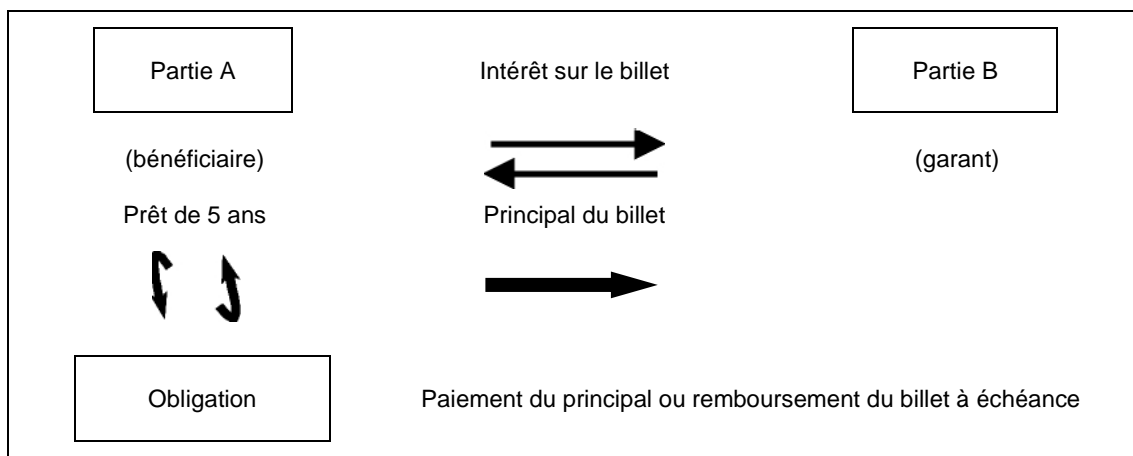 Partie A
Intérêt sur le billet
Partie B
(bénéficiaire)
(garant)
Prêt de 5 ans
Principal du billet
Obligation
Paiement du principal ou remboursement du billet à échéance